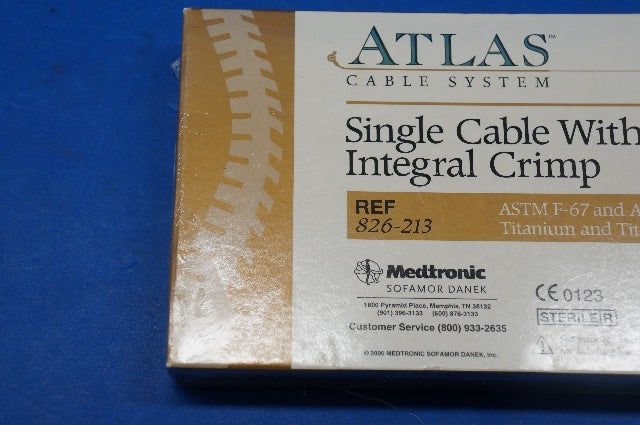 ATLAS™
CABLE SYSTEM
Single Cable With
Integral Crimp
REF
826-213
ASTM F-67 and A
Titanium and Tit
Medtronic
SOFAMOR DANEK
1800 Pyramid Place, Memphis, TN 38132
(901) 396-3133 (800) 876-3133
Customer Service (800) 933-2635
CE 0123
STERILE R
© 2000 MEDTRONIC SOFAMOR DANEK, Inc.